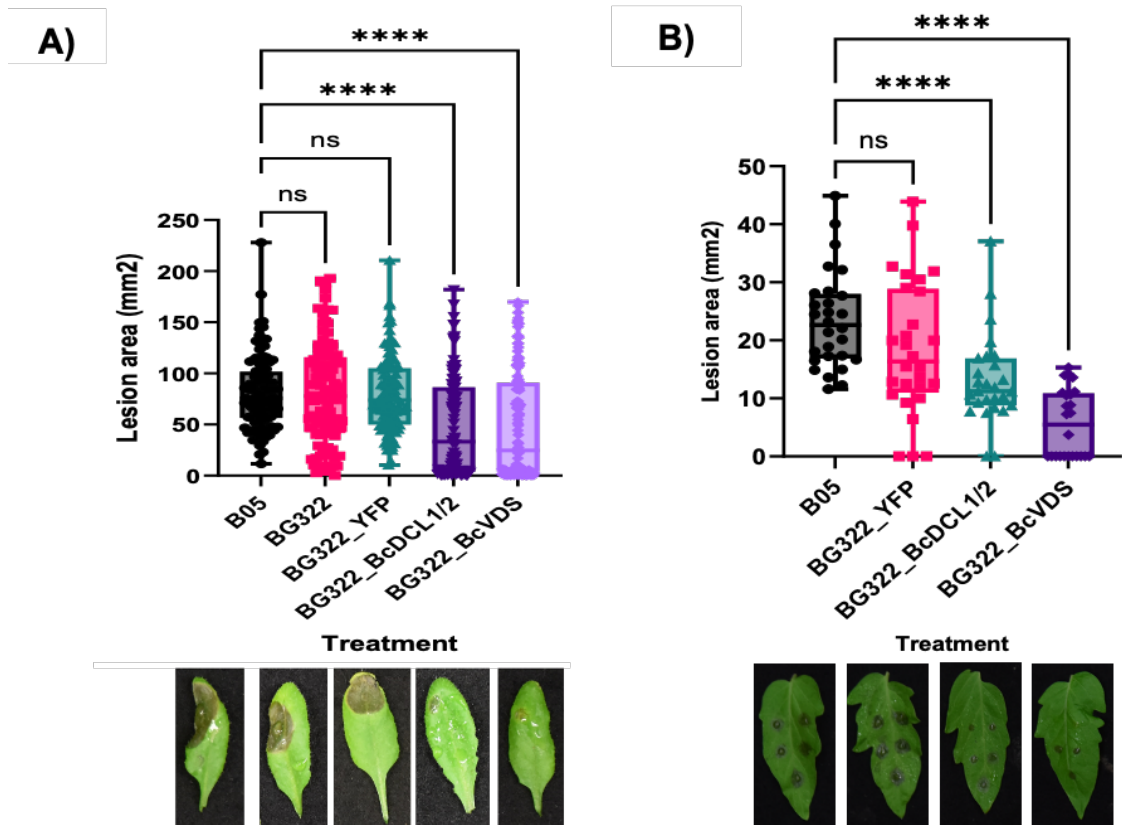 A)
****
****
ns
ns
Lesion area (mm2)
250
200
150
100
50
0
B05
BG322
BG322_YFP
BG322_BcDCL1/2
BG322_BcVDS
Treatment
B)
****
****
ns
Lesion area (mm2)
50
40
30
20
10
0
B05
BG322_YFP
BG322_BcDCL1/2
BG322_BcVDS
Treatment